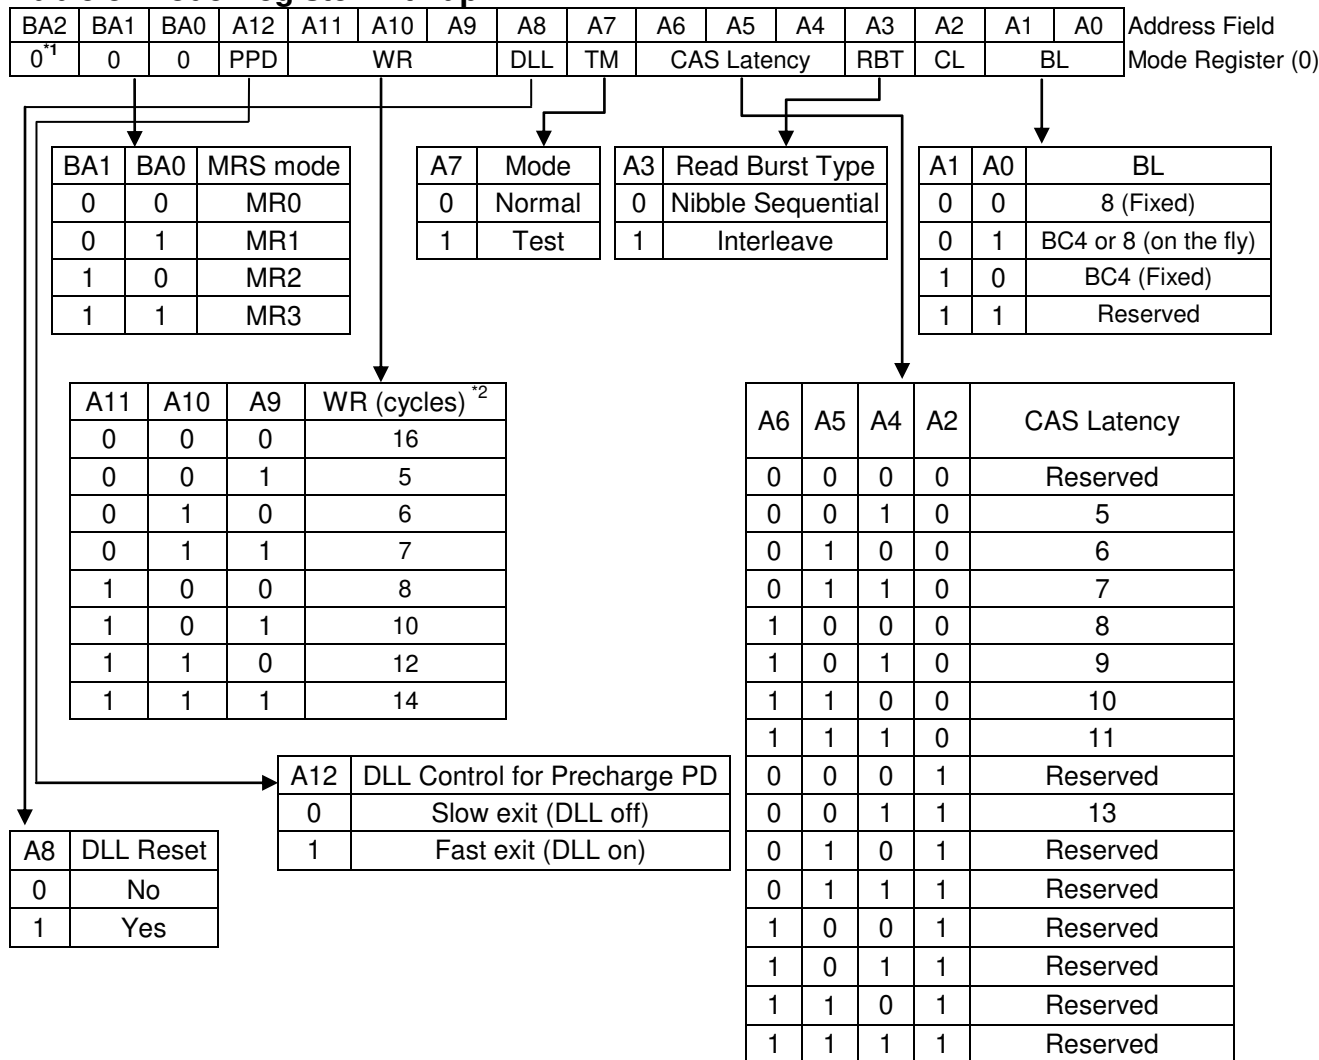 BA2 BA1 BA0 A12 A11 A10 A9 A8 A7 A6 A5 A4 A3 A2 A1 A0 Address Field
0*1 0 0 PPD WR DLL TM CAS Latency RBT CL BL Mode Register (0)
BA1 BA0 MRS mode
0 0 MR0
0 1 MR1
1 0 MR2
1 1 MR3
A7 Mode
0 Normal
1 Test
A3 Read Burst Type
0 Nibble Sequential
1 Interleave
A1 A0 BL
0 0 8 (Fixed)
0 1 BC4 or 8 (on the fly)
1 0 BC4 (Fixed)
1 1 Reserved
A11 A10 A9 WR (cycles) *2
0 0 0 16
0 0 1 5
0 1 0 6
0 1 1 7
1 0 0 8
1 0 1 10
1 1 0 12
1 1 1 14
A6 A5 A4 A2 CAS Latency
0 0 0 0 Reserved
0 0 1 0 5
0 1 0 0 6
0 1 1 0 7
1 0 0 0 8
1 0 1 0 9
1 1 0 0 10
1 1 1 0 11
0 0 0 1 Reserved
0 0 1 1 13
0 1 0 1 Reserved
0 1 1 1 Reserved
1 0 0 1 Reserved
1 0 1 1 Reserved
1 1 0 1 Reserved
1 1 1 1 Reserved
A12 DLL Control for Precharge PD
0 Slow exit (DLL off)
1 Fast exit (DLL on)
A8 DLL Reset
0 No
1 Yes